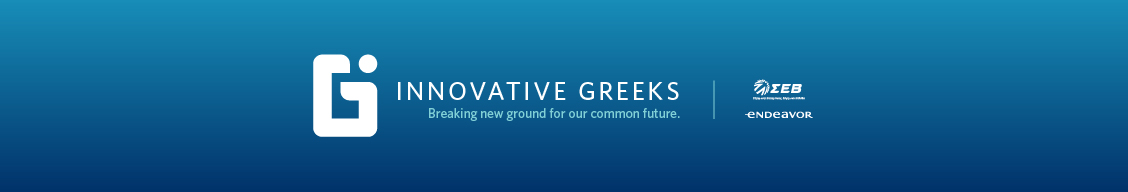 INNOVATIVE GREEKS
Breaking new ground for our common future.
ΣΕΒ
endeavor